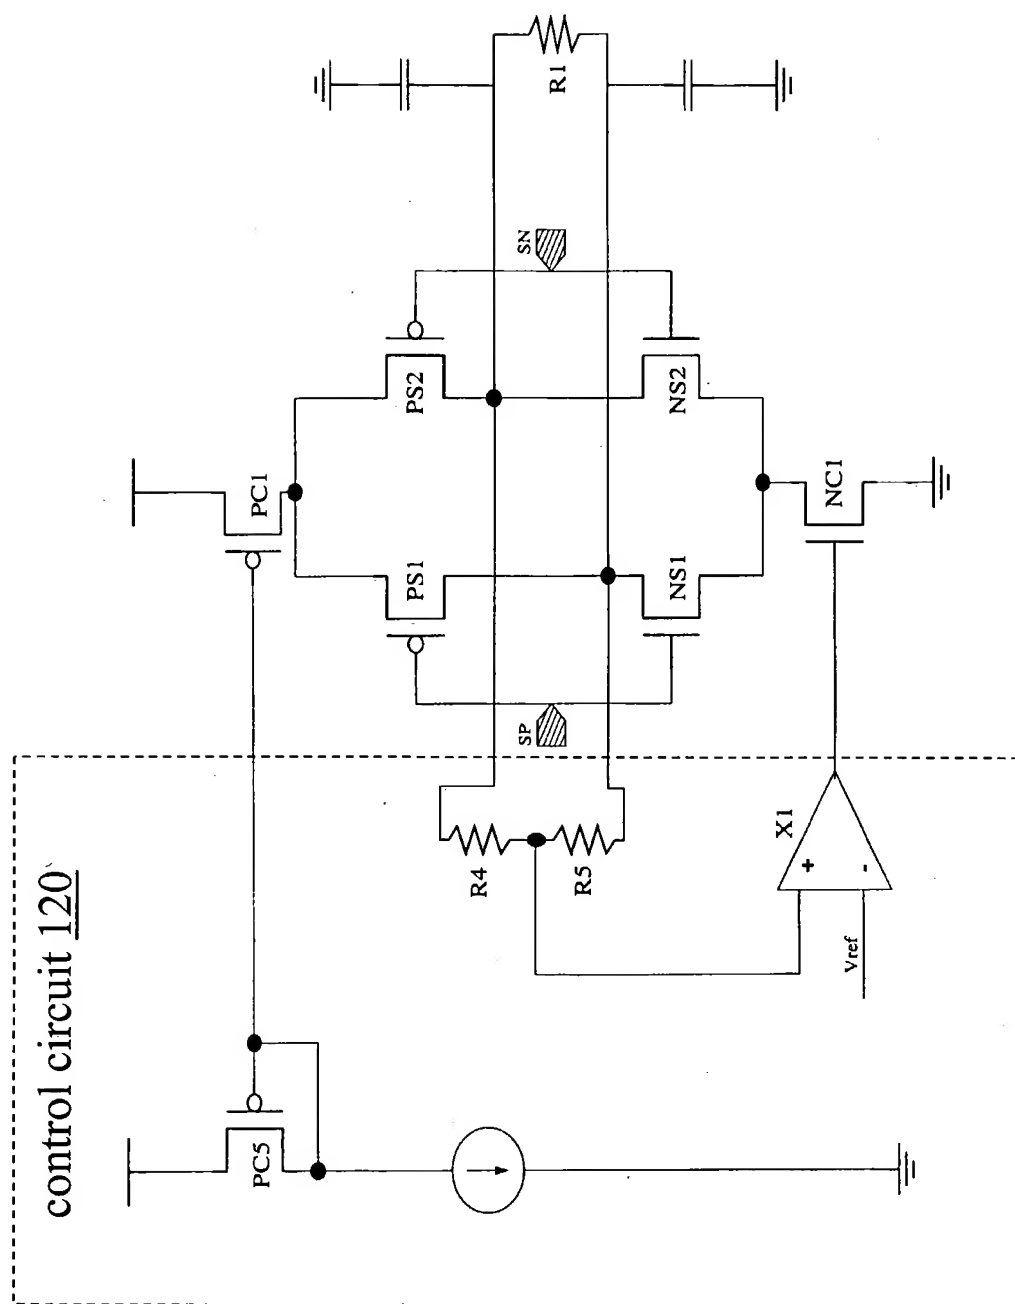 control circuit 120
PC5
PC1
PS1
PS2
SP
SN
NS1
NS2
NC1
R1
R4
R5
X1
+
-
Vref